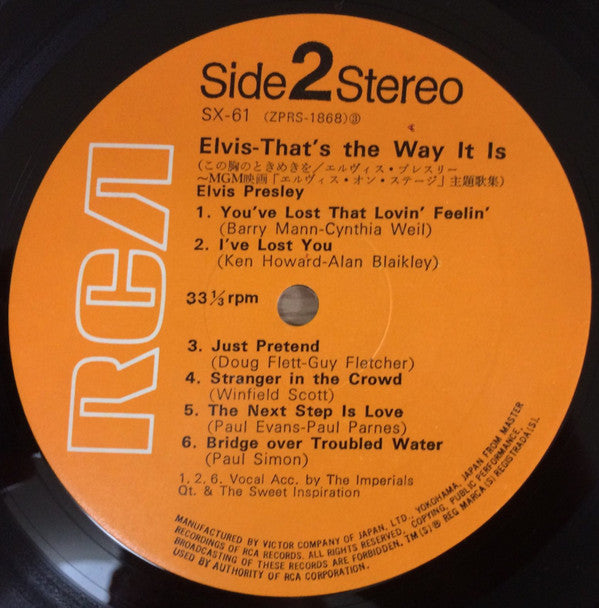 Side 2 Stereo
SX-61 (ZPRS-1868)③
Elvis-That's the Way It Is
(この胸のときめきを/エルヴィス・プレスリー
～MGM映画「エルヴィス・オン・ステージ」主題歌集)
Elvis Presley
1. You've Lost That Lovin' Feelin'
(Barry Mann-Cynthia Weil)
2. I've Lost You
(Ken Howard-Alan Blaikley)
33 1/3 rpm
3. Just Pretend
(Doug Flett-Guy Fletcher)
4. Stranger in the Crowd
(Winfield Scott)
5. The Next Step Is Love
(Paul Evans-Paul Parnes)
6. Bridge over Troubled Water
(Paul Simon)
1, 2, 6, Vocal Acc. by The Imperials
Qt. & The Sweet Inspiration
RCA
MANUFACTURED BY VICTOR COMPANY OF JAPAN, LTD., YOKOHAMA, JAPAN FROM MASTER
RECORDINGS OF RCA RECORDS. ALL RIGHTS RESERVED. COPYING, PUBLIC PERFORMANCE,
BROADCASTING OF THESE RECORDS ARE FORBIDDEN. TM(S)® REG MARCA(S) REGISTRADA(S).
USED BY AUTHORITY OF RCA CORPORATION.